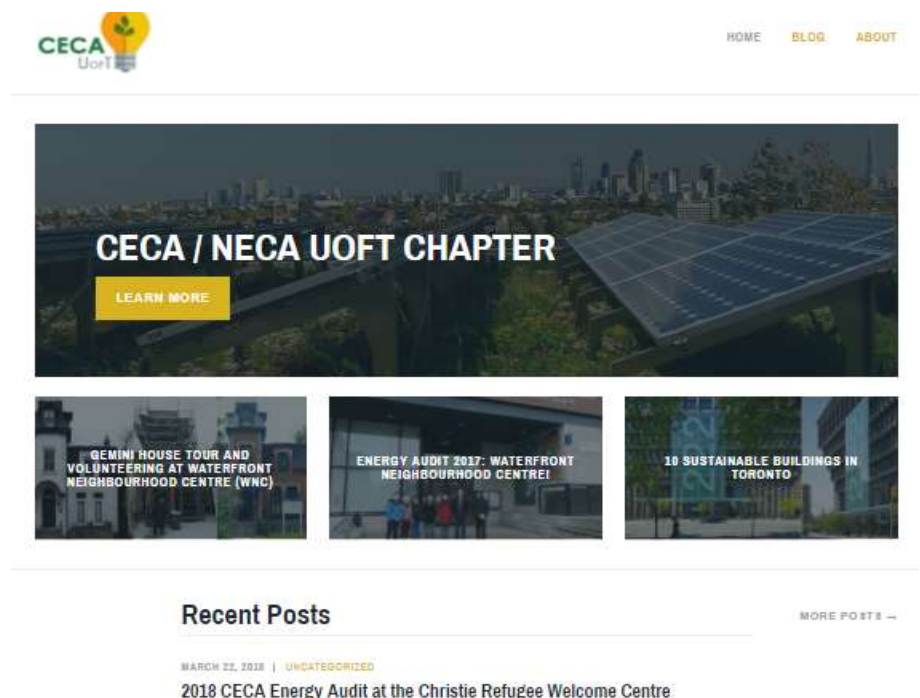 CECA
UofT
HOME BLOG ABOUT
CECA / NECA UOFT CHAPTER
LEARN MORE
GEMINI HOUSE TOUR AND
VOLUNTEERING AT WATERFRONT
NEIGHBOURHOOD CENTRE (WNC)
ENERGY AUDIT 2017: WATERFRONT
NEIGHBOURHOOD CENTRE!
10 SUSTAINABLE BUILDINGS IN
TORONTO
222
Recent Posts
MORE POSTS →
MARCH 22, 2018 | UNCATEGORIZED
2018 CECA Energy Audit at the Christie Refugee Welcome Centre